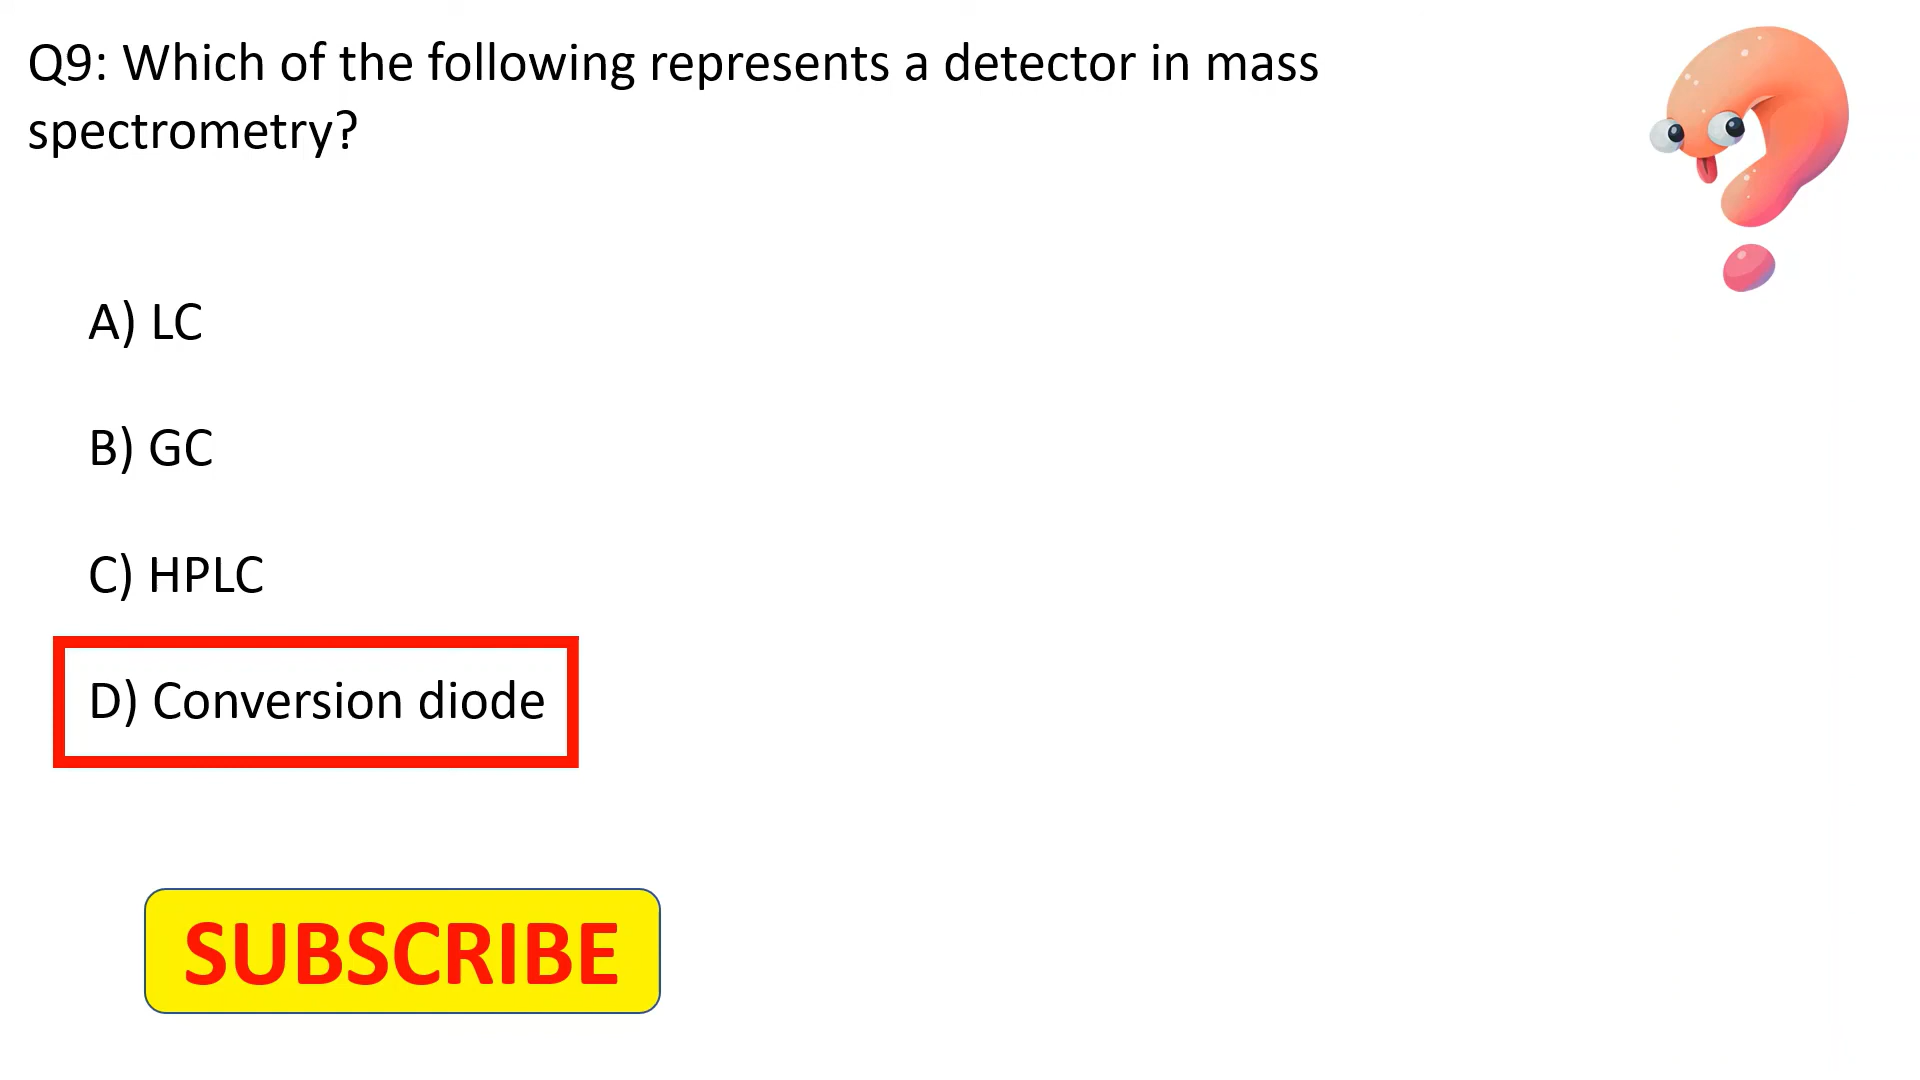 Q9: Which of the following represents a detector in mass
spectrometry?
A) LC
B) GC
C) HPLC
D) Conversion diode
SUBSCRIBE